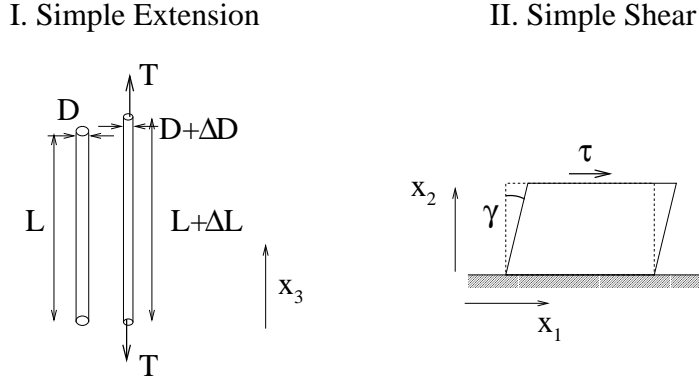 I. Simple Extension
II. Simple Shear
T
D
D+ΔD
L
L+ΔL
x3
T
τ
x2
γ
x1